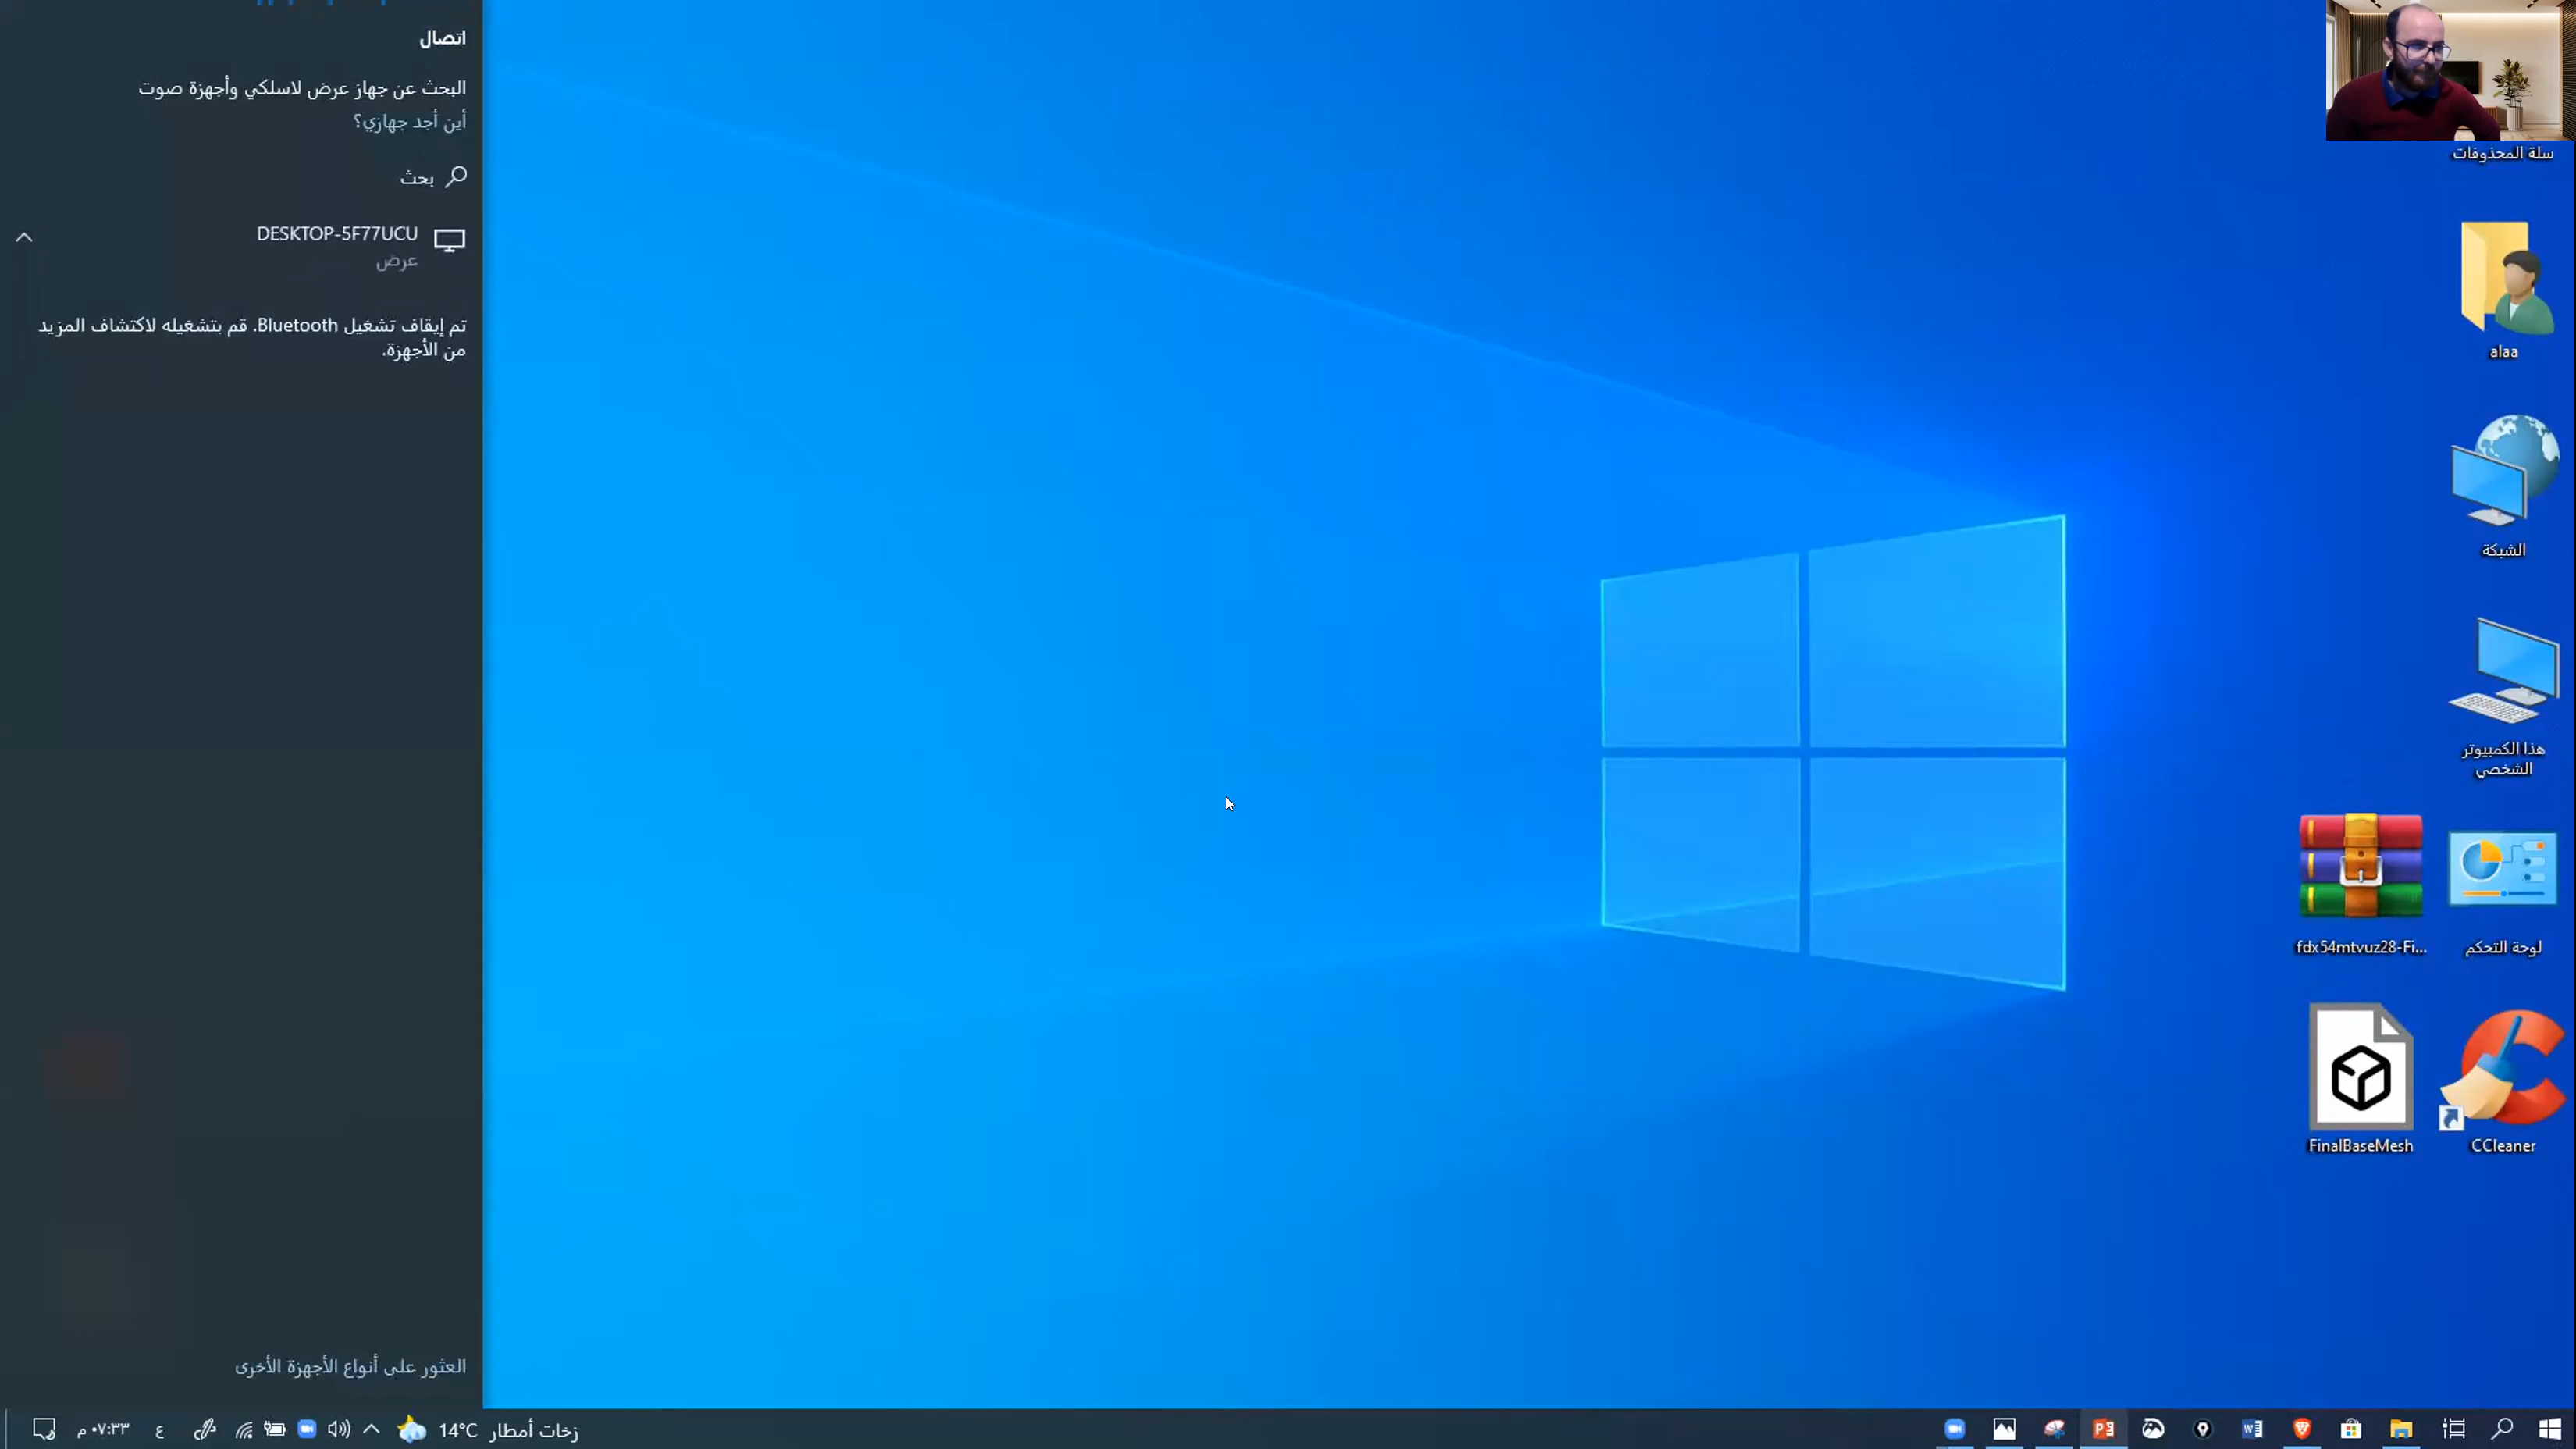 اتصال
البحث عن جهاز عرض لاسلكي وأجهزة صوت
أين أجد جهازي؟
بحث
DESKTOP-5F77UCU
عرض
تم إيقاف تشغيل Bluetooth. قم بتشغيله لاكتشاف المزيد
من الأجهزة.
العثور على أنواع الأجهزة الأخرى
سلة المحذوفات
alaa
الشبكة
هذا الكمبيوتر
الشخصي
لوحة التحكم
fdx54mtvuz28-Fi...
CCleaner
FinalBaseMesh
زخات أمطار 14°C
ع
٠٧:٣٣ م